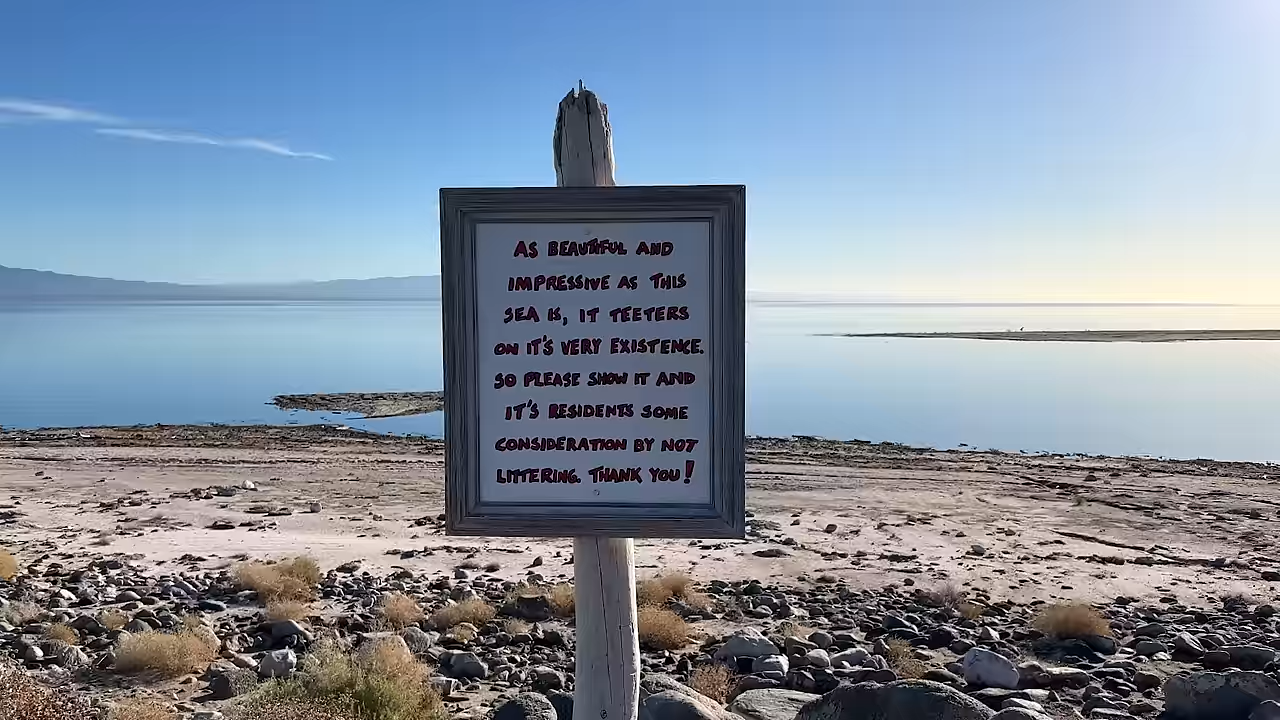 AS BEAUTIFUL AND
IMPRESSIVE AS THIS
SEA IS, IT TEETERS
ON IT'S VERY EXISTENCE.
SO PLEASE SHOW IT AND
IT'S RESIDENTS SOME
CONSIDERATION BY NOT
LITTERING. THANK YOU!